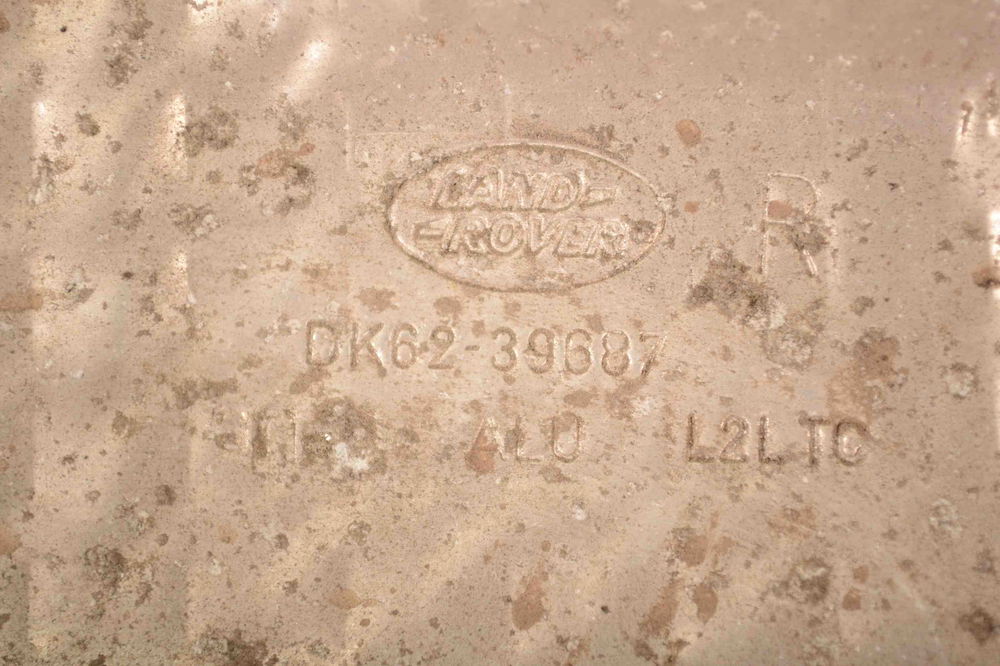 LAND-
-ROVER
R
DK62-39687
ALU L2LTC